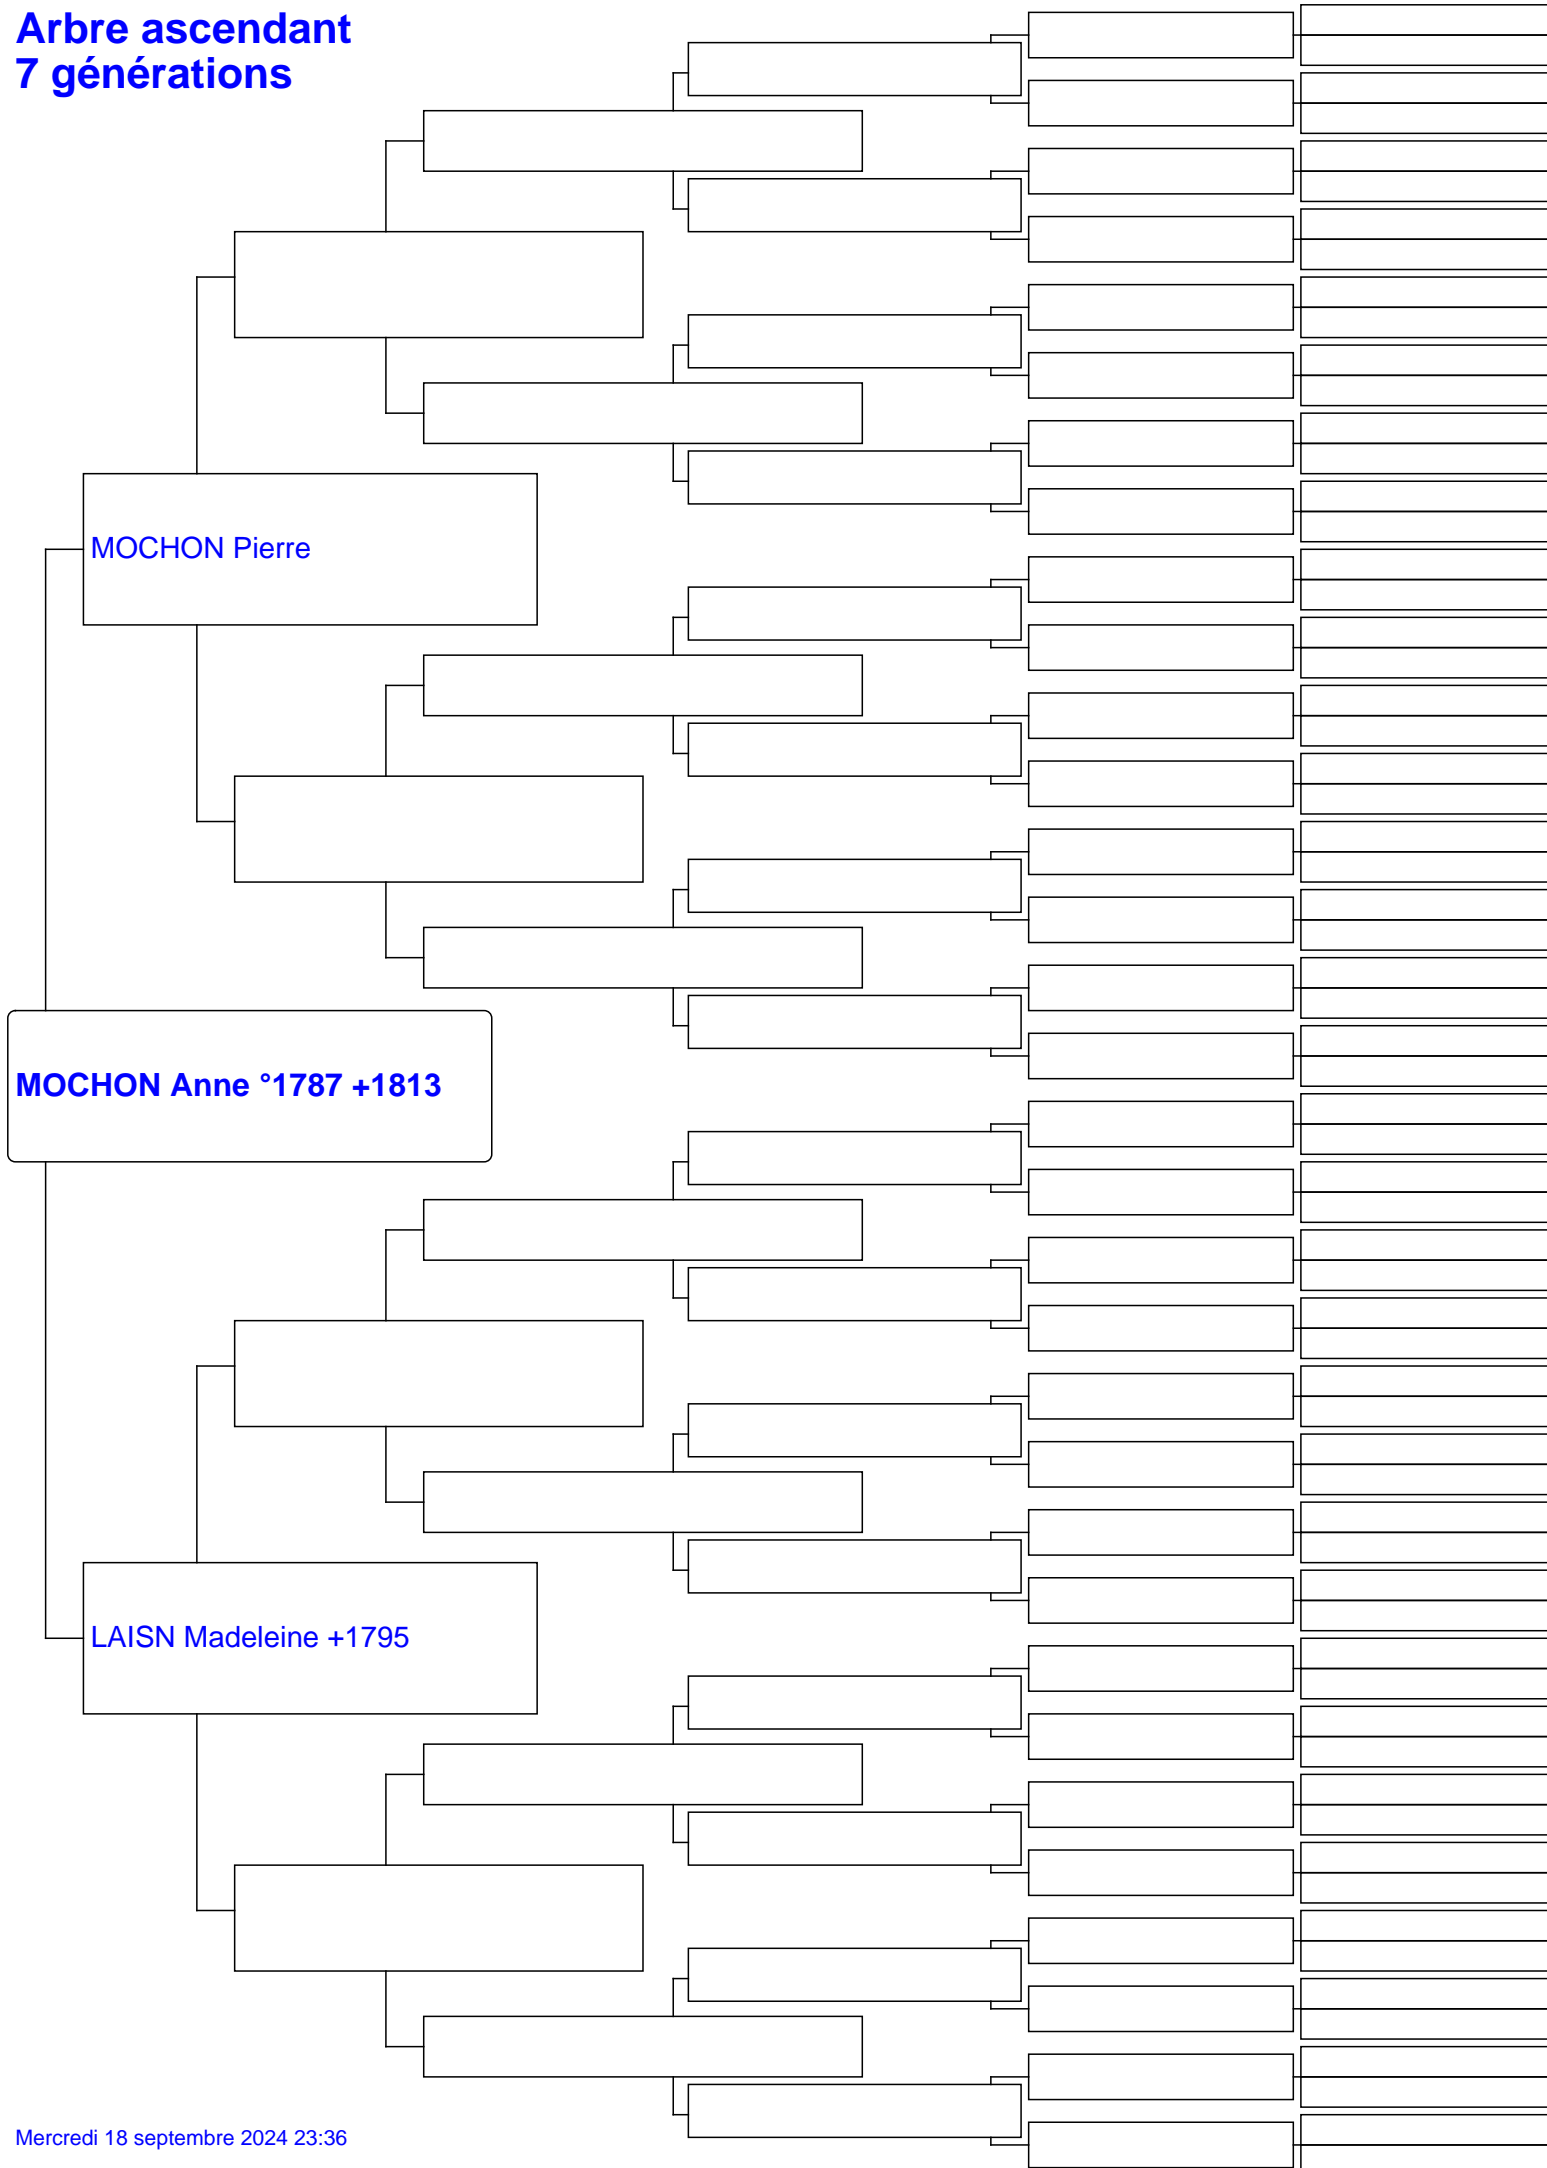 Arbre ascendant
7 générations
MOCHON Pierre
MOCHON Anne °1787 +1813
LAISN Madeleine +1795
Mercredi 18 septembre 2024 23:36